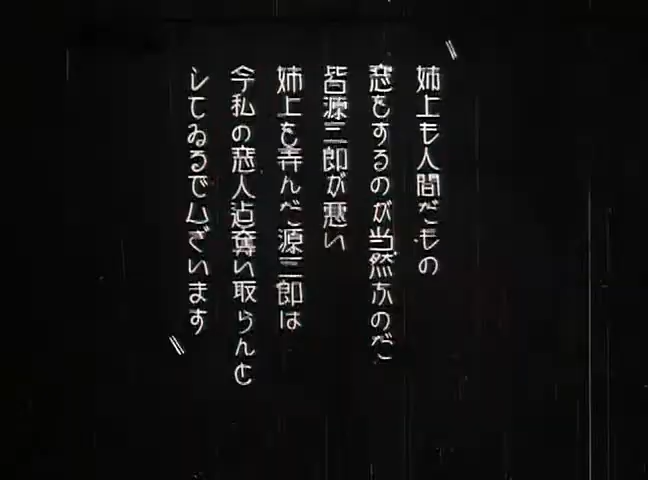 〝姉上も人間だもの
恋をするのが当然なのだ
皆源三郎が悪い
姉上を弄んだ源三郎は
今私の恋人迄奪い取らんと
してゐるでムざいます〟